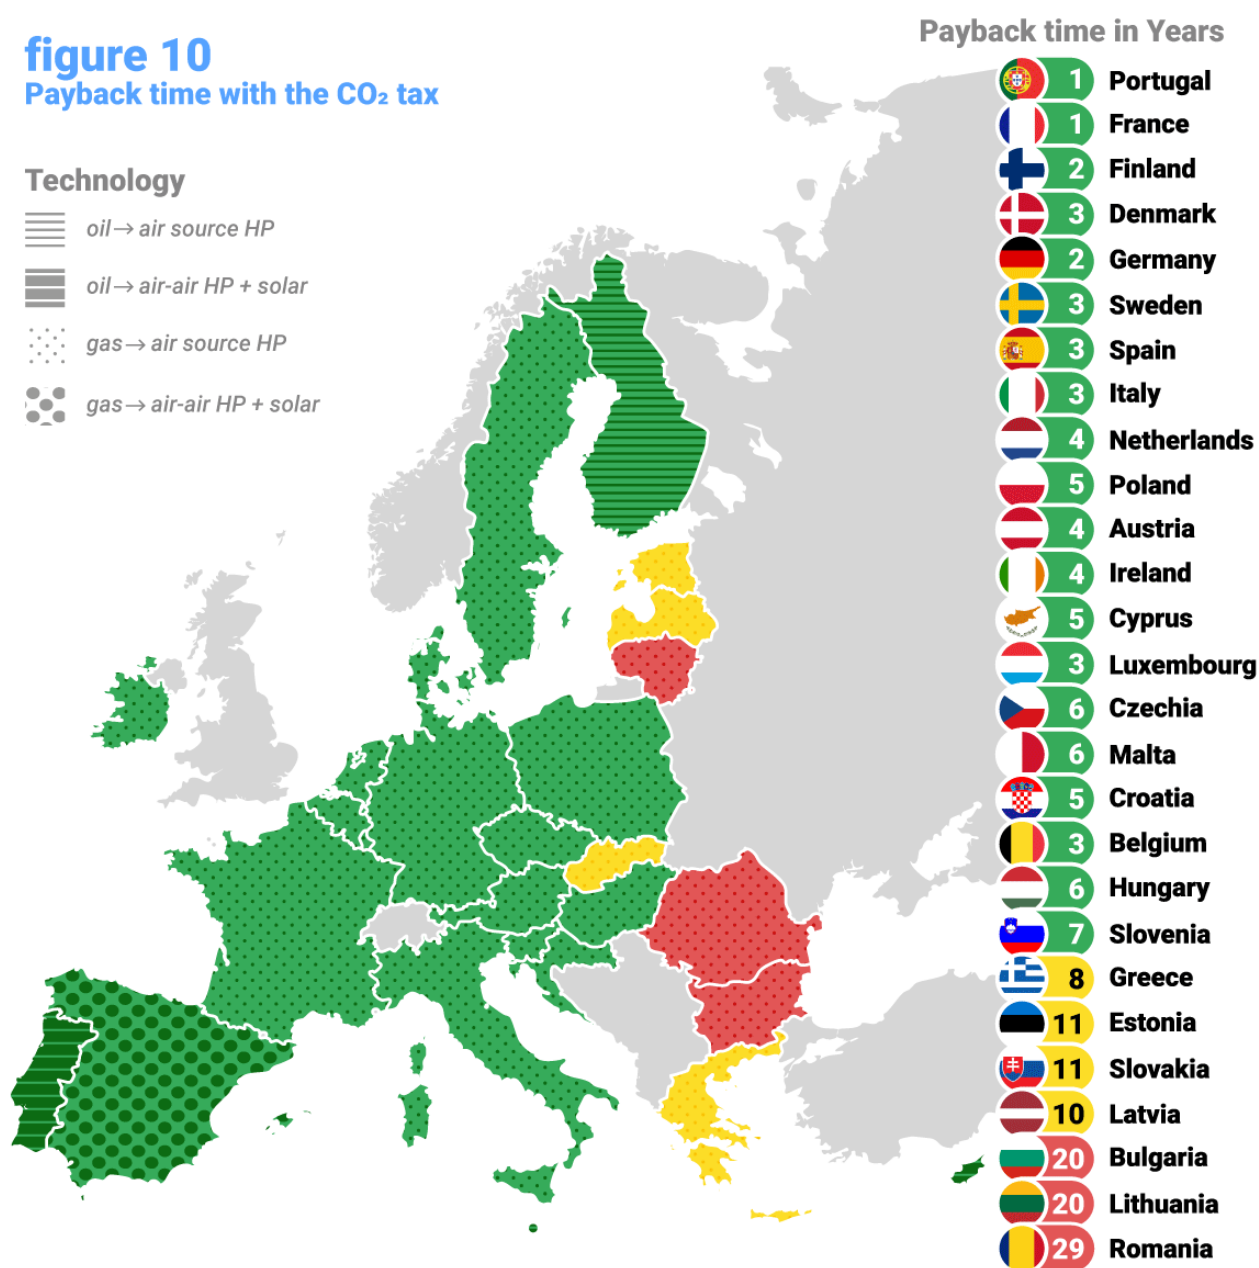 figure 10
Payback time with the CO₂ tax
Technology
oil→air source HP
oil→air-air HP + solar
gas→air source HP
gas→air-air HP + solar
Payback time in Years
1 Portugal
1 France
2 Finland
3 Denmark
2 Germany
3 Sweden
3 Spain
3 Italy
4 Netherlands
5 Poland
4 Austria
4 Ireland
5 Cyprus
3 Luxembourg
6 Czechia
6 Malta
5 Croatia
3 Belgium
6 Hungary
7 Slovenia
8 Greece
11 Estonia
11 Slovakia
10 Latvia
20 Bulgaria
20 Lithuania
29 Romania